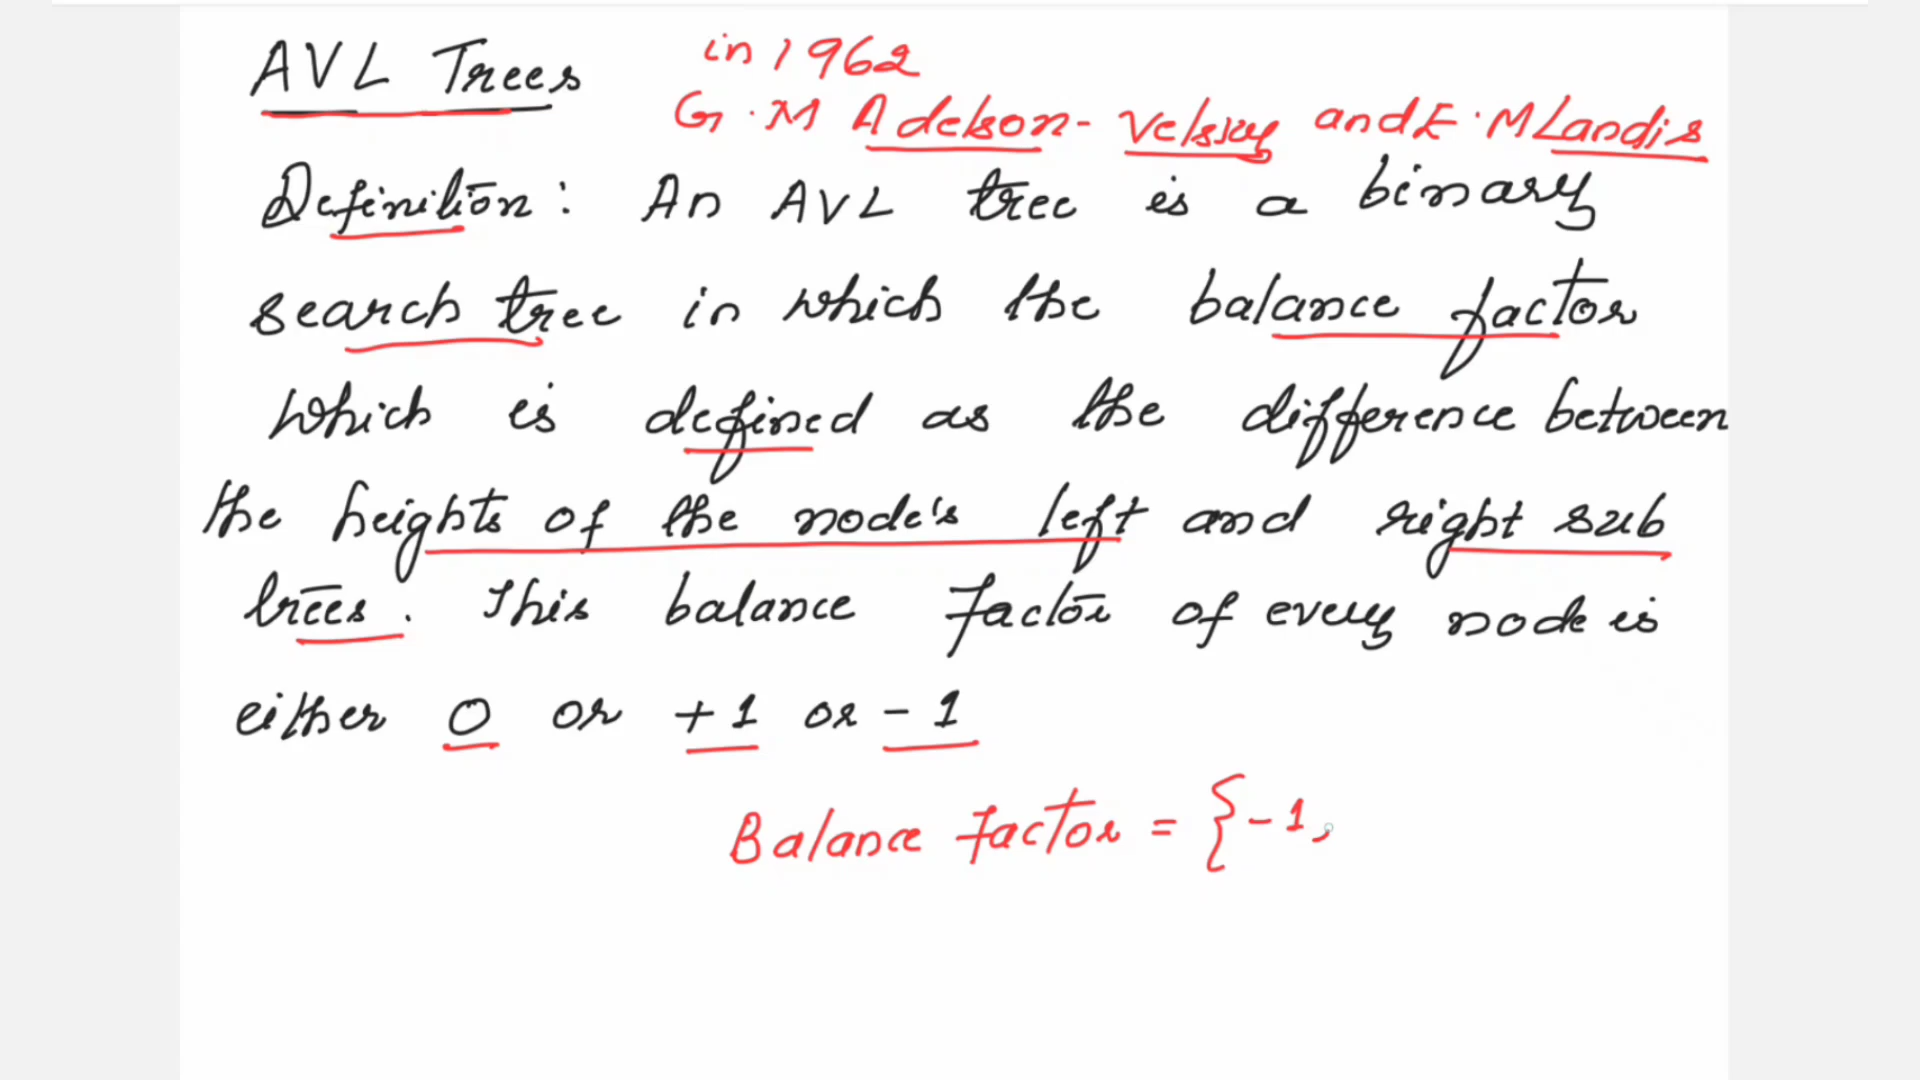 AVL Trees
in 1962
G.M Adelson-Velsky and E.M Landis
Definition: An AVL tree is a binary
search tree in which the balance factor
which is defined as the difference between
the heights of the node's left and right sub
trees. This balance factor of every node is
either 0 or +1 or -1
Balance factor = {-1,